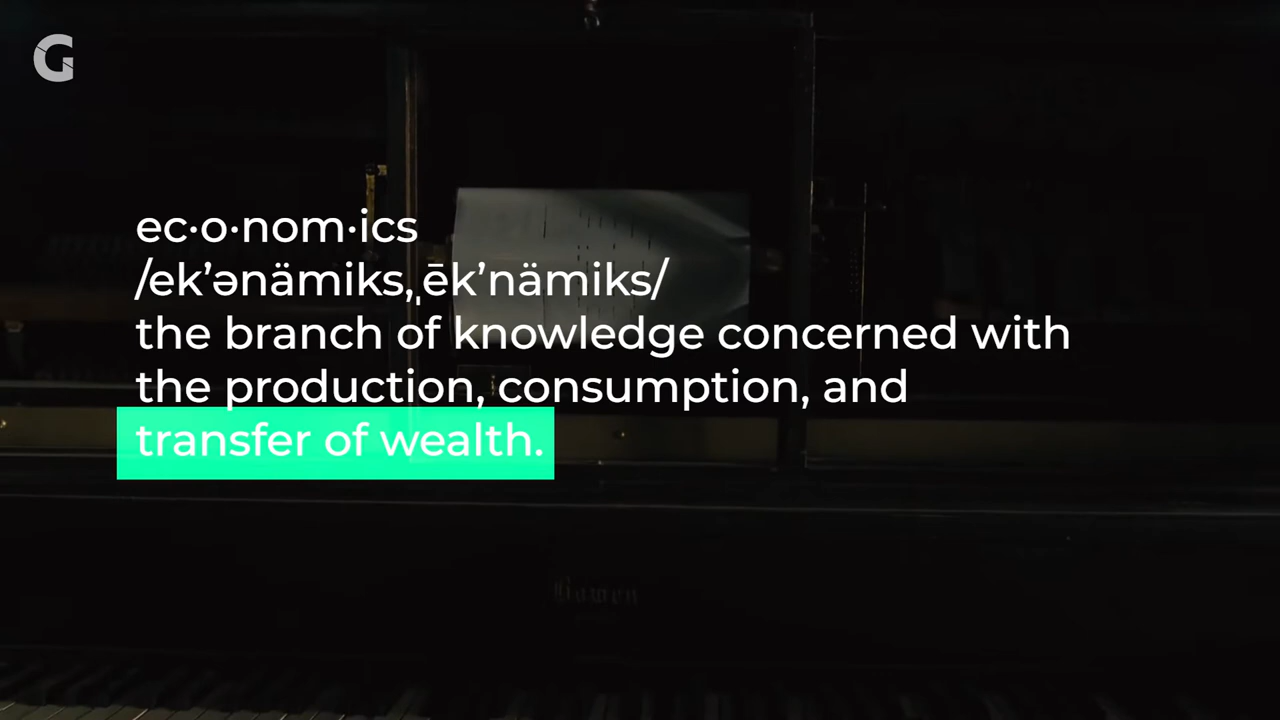 G
ec·o·nom·ics
/ek’ənämiks,ˌēk’nämiks/
the branch of knowledge concerned with
the production, consumption, and
transfer of wealth.